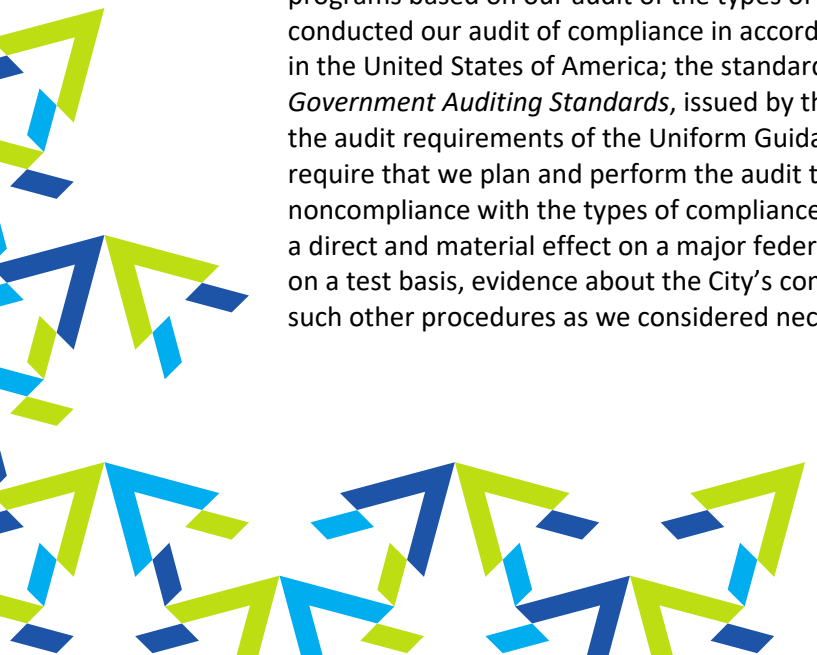 programs based on our audit of the types of
conducted our audit of compliance in accord
in the United States of America; the standard
Government Auditing Standards, issued by th
the audit requirements of the Uniform Guida
require that we plan and perform the audit t
noncompliance with the types of compliance
a direct and material effect on a major feder
on a test basis, evidence about the City's con
such other procedures as we considered nec